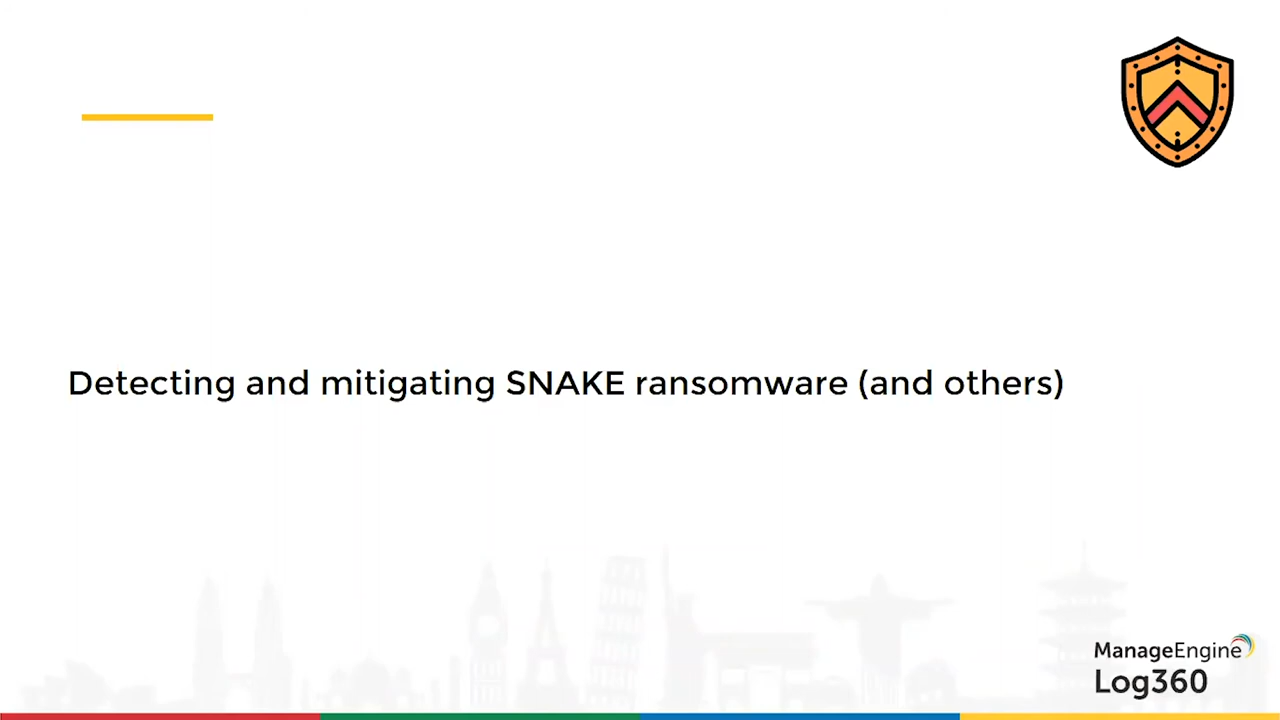 Detecting and mitigating SNAKE ransomware (and others)
ManageEngine
Log360